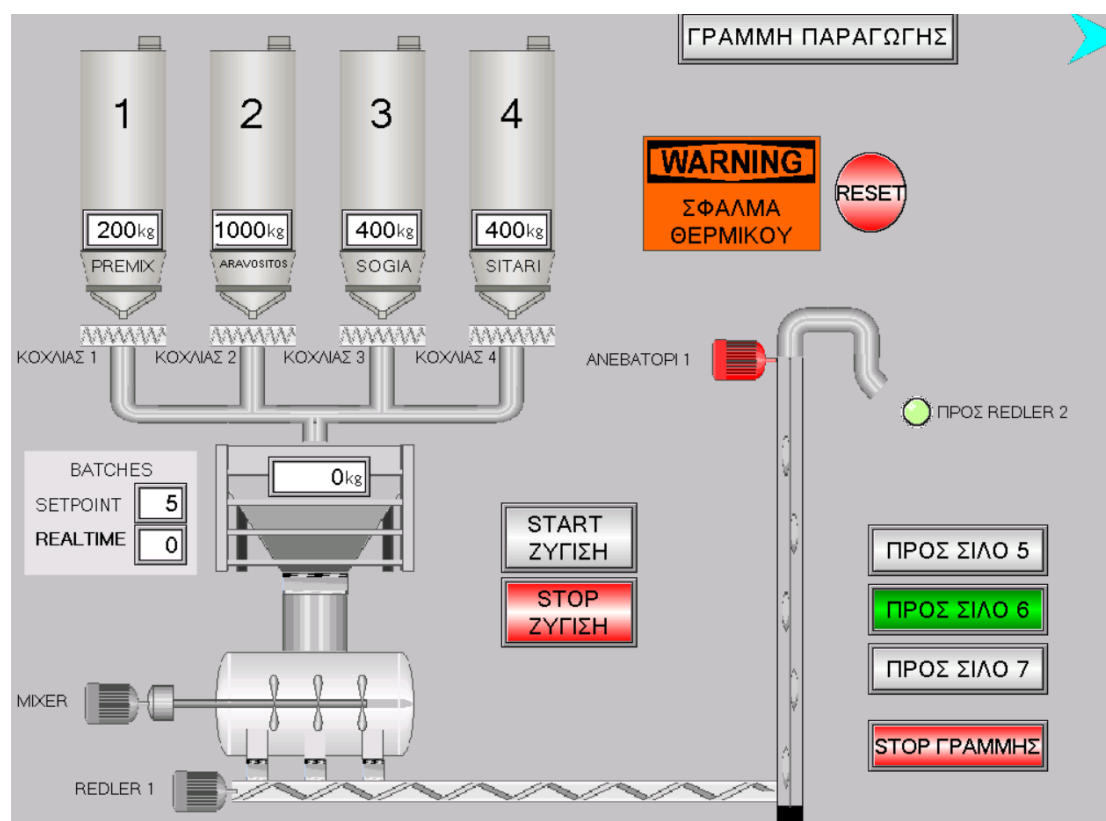 ΓΡΑΜΜΗ ΠΑΡΑΓΩΓΗΣ
1
2
3
4
WARNING
ΣΦΑΛΜΑ
ΘΕΡΜΙΚΟΥ
RESET
200kg
1000kg
400kg
400kg
PREMIX
ARAVOSITOS
SOGIA
SITARI
ΚΟΧΛΙΑΣ 1
ΚΟΧΛΙΑΣ 2
ΚΟΧΛΙΑΣ 3
ΚΟΧΛΙΑΣ 4
ΑΝΕΒΑΤΟΡΙ 1
ΠΡΟΣ REDLER 2
BATCHES
SETPOINT 5
REALTIME 0
0kg
START
ΖΥΓΙΣΗ
STOP
ΖΥΓΙΣΗ
ΠΡΟΣ ΣΙΛΟ 5
ΠΡΟΣ ΣΙΛΟ 6
ΠΡΟΣ ΣΙΛΟ 7
STOP ΓΡΑΜΜΗΣ
MIXER
REDLER 1